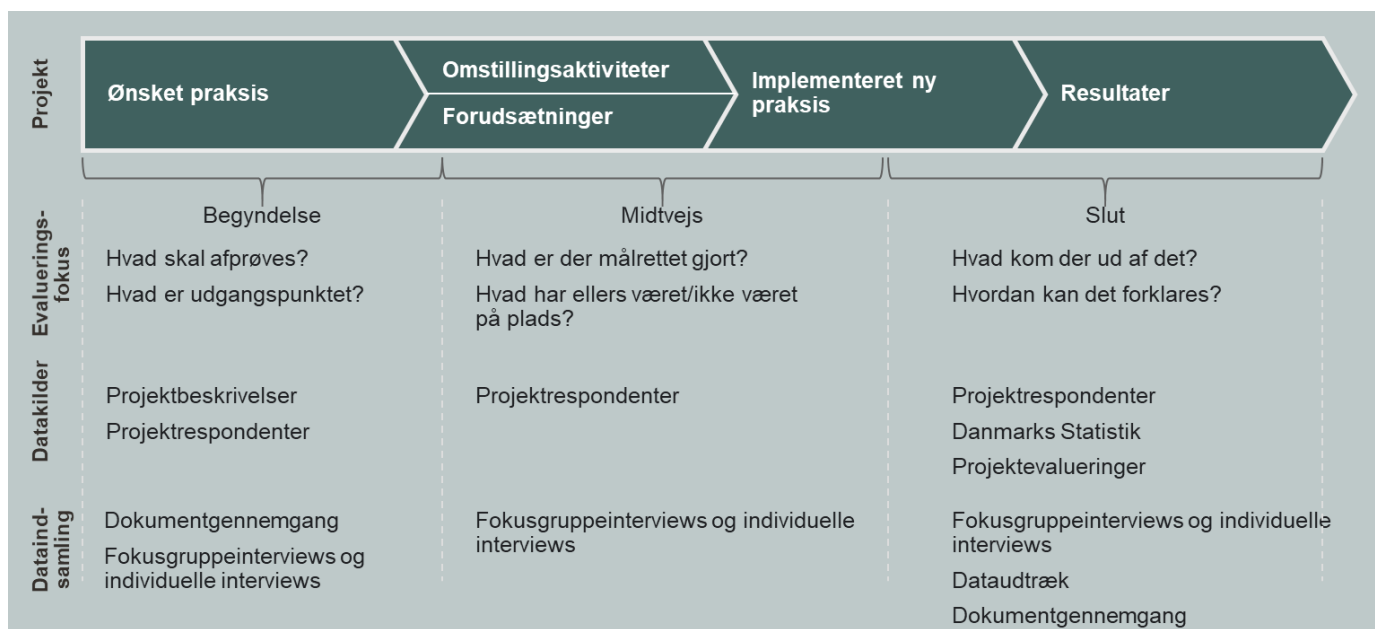 Projekt
Ønsket praksis
Omstillingsaktiviteter
Forudsætninger
Implementeret ny
praksis
Resultater
Evaluerings-
fokus
Begyndelse
Hvad skal afprøves?
Hvad er udgangspunktet?
Midtvejs
Hvad er der målrettet gjort?
Hvad har ellers været/ikke været
på plads?
Slut
Hvad kom der ud af det?
Hvordan kan det forklares?
Datakilder
Projektbeskrivelser
Projektrespondenter
Projektrespondenter
Projektrespondenter
Danmarks Statistik
Projektevalueringer
Dataind-
samling
Dokumentgennemgang
Fokusgruppeinterviews og
individuelle interviews
Fokusgruppeinterviews og individuelle
interviews
Fokusgruppeinterviews og individuelle
interviews
Dataudtræk
Dokumentgennemgang